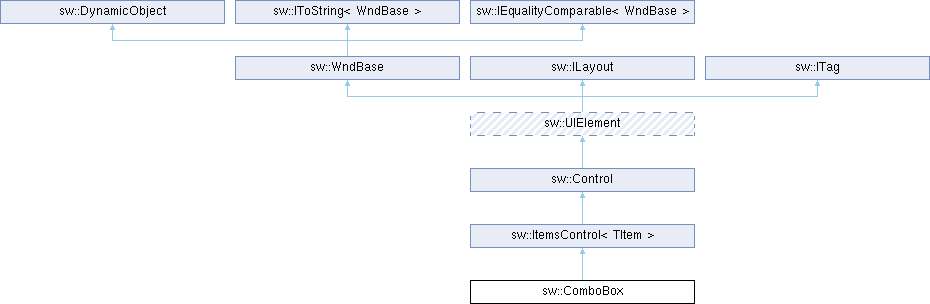 sw::DynamicObject
sw::IToString< WndBase >
sw::IEqualityComparable< WndBase >
sw::WndBase
sw::ILayout
sw::ITag
sw::UIElement
sw::Control
sw::ItemsControl< TItem >
sw::ComboBox